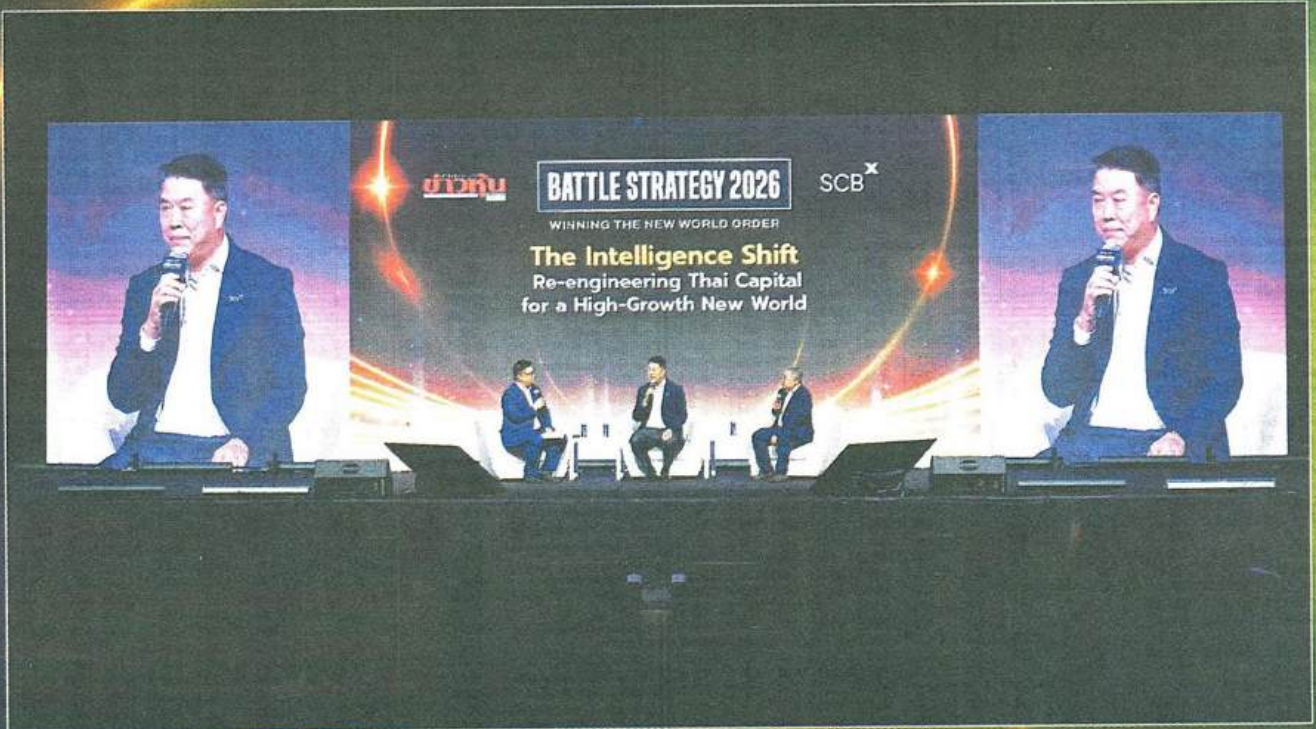 ข่าวหุ้น
BATTLE STRATEGY 2026
SCB X
WINNING THE NEW WORLD ORDER
The Intelligence Shift
Re-engineering Thai Capital
for a High-Growth New World